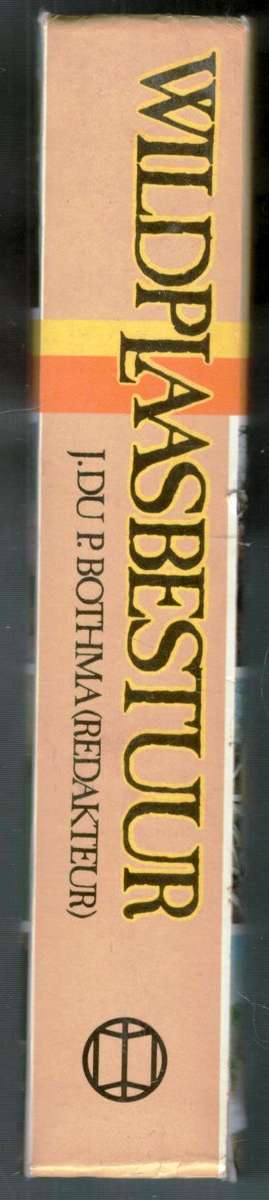 WILDPLAASBESTUUR
J. DU P. BOTHMA (REDAKTEUR)